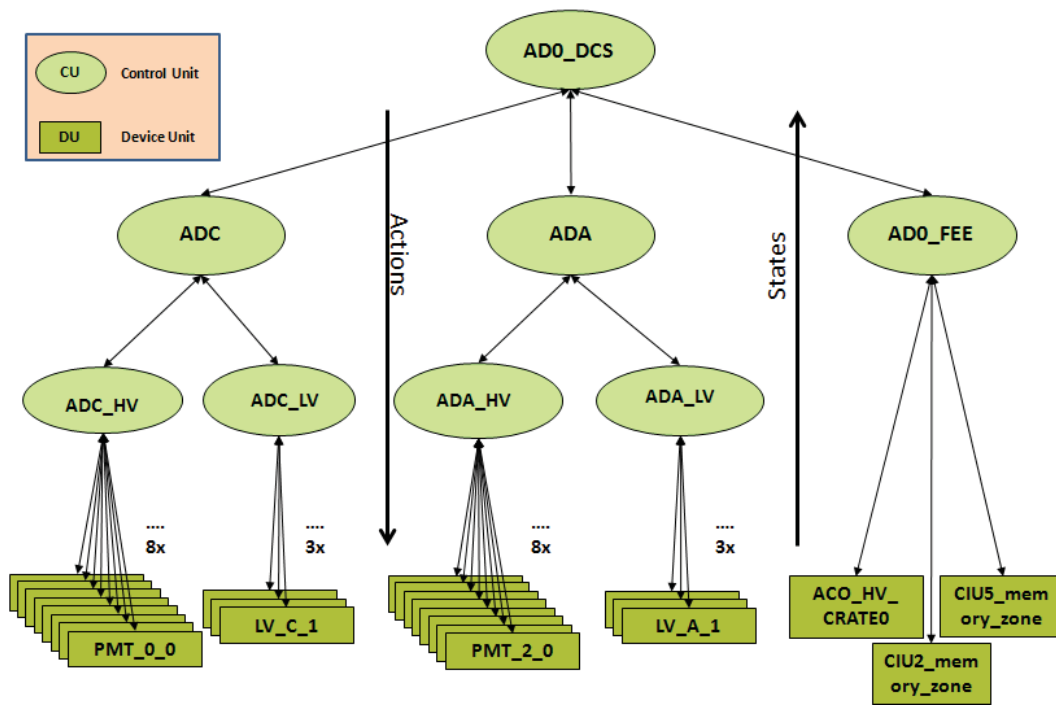 AD0_DCS
CU Control Unit
DU Device Unit
ADC
ADA
AD0_FEE
Actions
States
ADC_HV
ADC_LV
ADA_HV
ADA_LV
....
8x
....
3x
....
8x
....
3x
PMT_0_0
LV_C_1
PMT_2_0
LV_A_1
ACO_HV_
CRATE0
CIU5_mem
ory_zone
CIU2_mem
ory_zone